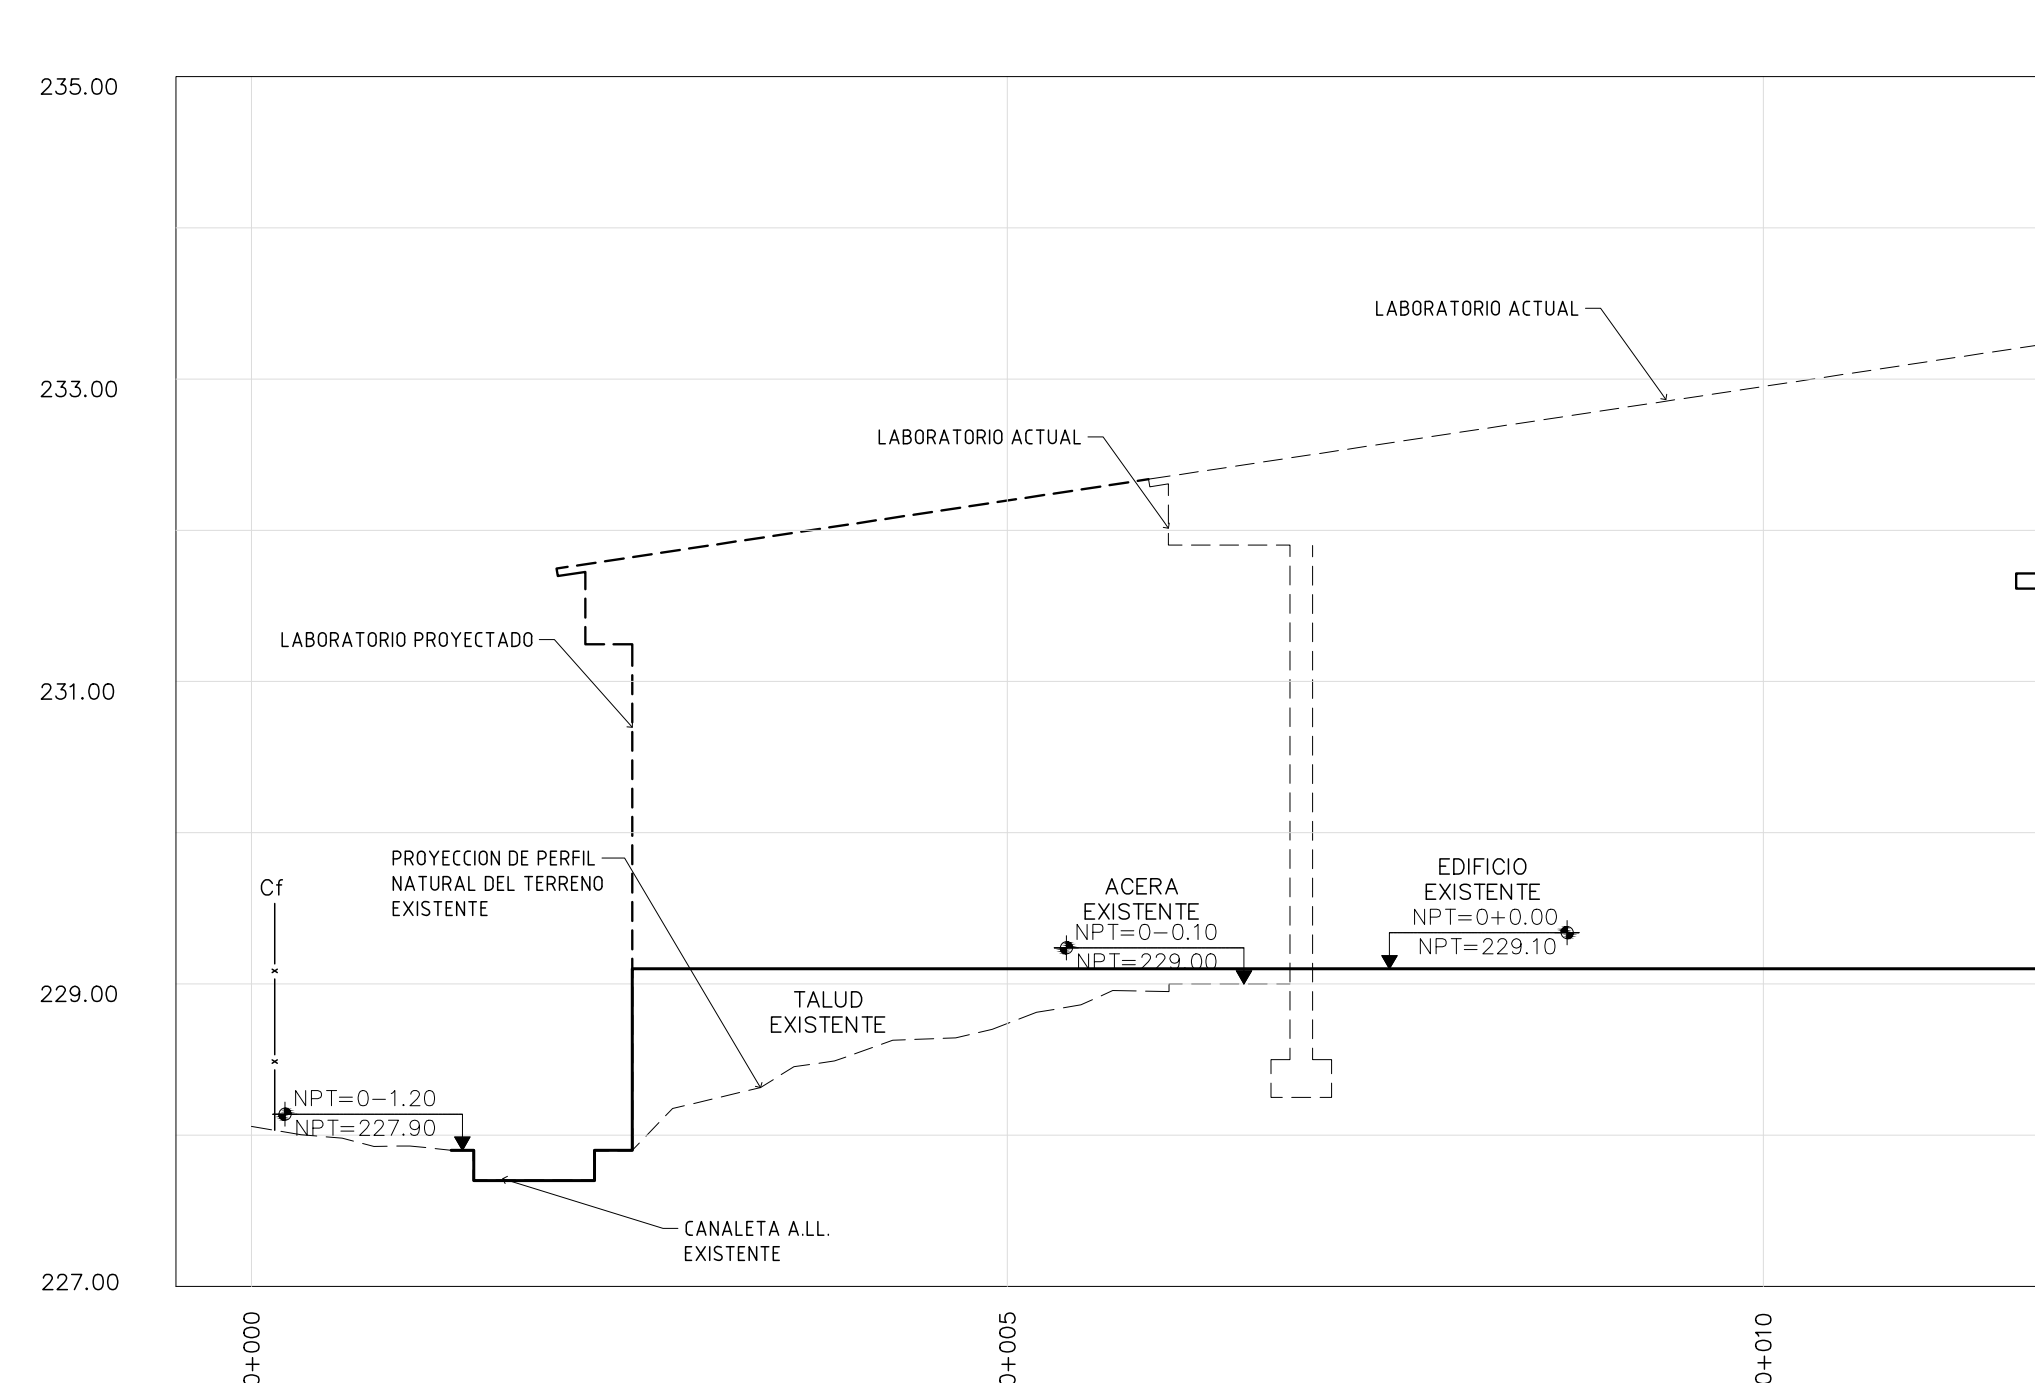 235.00
LABORATORIO ACTUAL
233.00
LABORATORIO ACTUAL
LABORATORIO PROYECTADO
231.00
PROYECCION DE PERFIL
NATURAL DEL TERRENO
EXISTENTE
Cf
ACERA
EXISTENTE
NPT=0-0.10
NPT=229.00
EDIFICIO
EXISTENTE
NPT=0+0.00
NPT=229.10
229.00
TALUD
EXISTENTE
NPT=0-1.20
NPT=227.90
CANALETA A.LL.
EXISTENTE
227.00
0+000
0+005
0+010